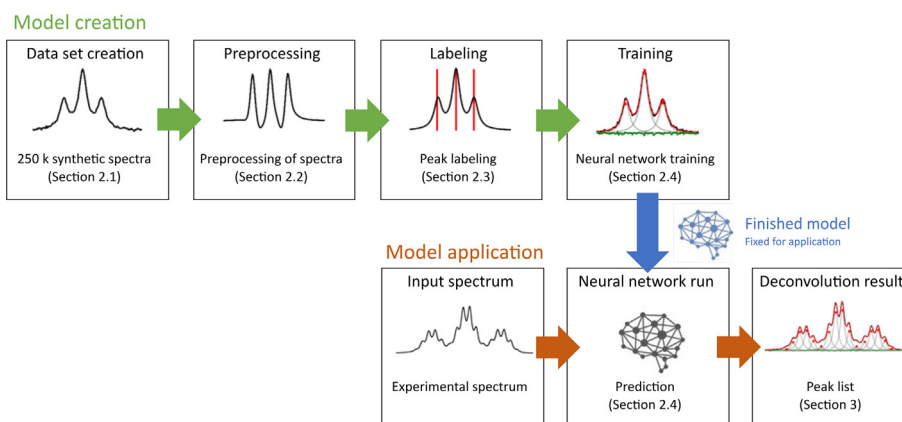 Model creation
Data set creation
250 k synthetic spectra
(Section 2.1)
Preprocessing
Preprocessing of spectra
(Section 2.2)
Labeling
Peak labeling
(Section 2.3)
Training
Neural network training
(Section 2.4)
Finished model
Fixed for application
Model application
Input spectrum
Experimental spectrum
Neural network run
Prediction
(Section 2.4)
Deconvolution result
Peak list
(Section 3)